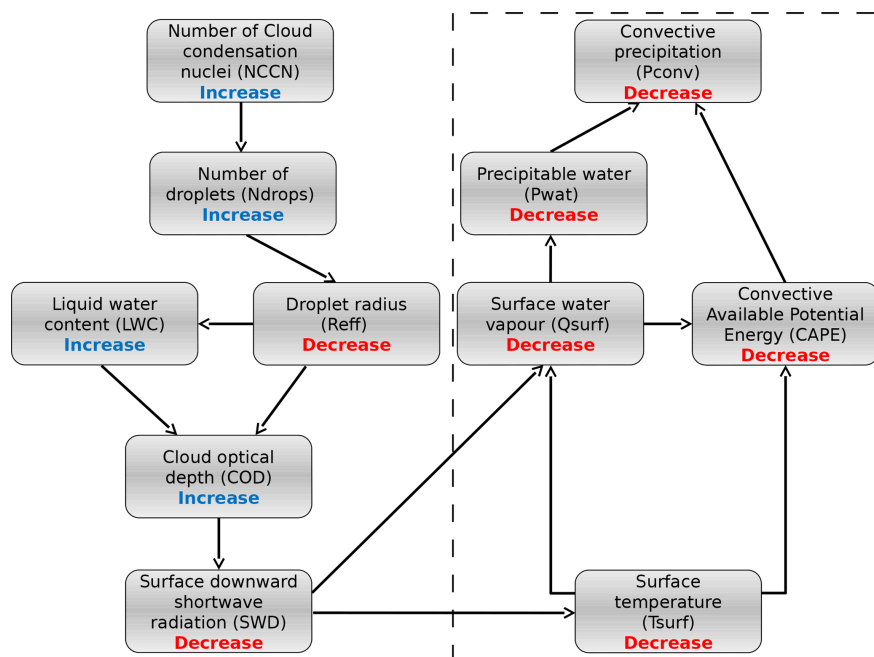 Number of Cloud
condensation
nuclei (NCCN)
Increase
Number of
droplets (Ndrops)
Increase
Liquid water
content (LWC)
Increase
Droplet radius
(Reff)
Decrease
Cloud optical
depth (COD)
Increase
Surface downward
shortwave
radiation (SWD)
Decrease
Convective
precipitation
(Pconv)
Decrease
Precipitable water
(Pwat)
Decrease
Surface water
vapour (Qsurf)
Decrease
Convective
Available Potential
Energy (CAPE)
Decrease
Surface
temperature
(Tsurf)
Decrease